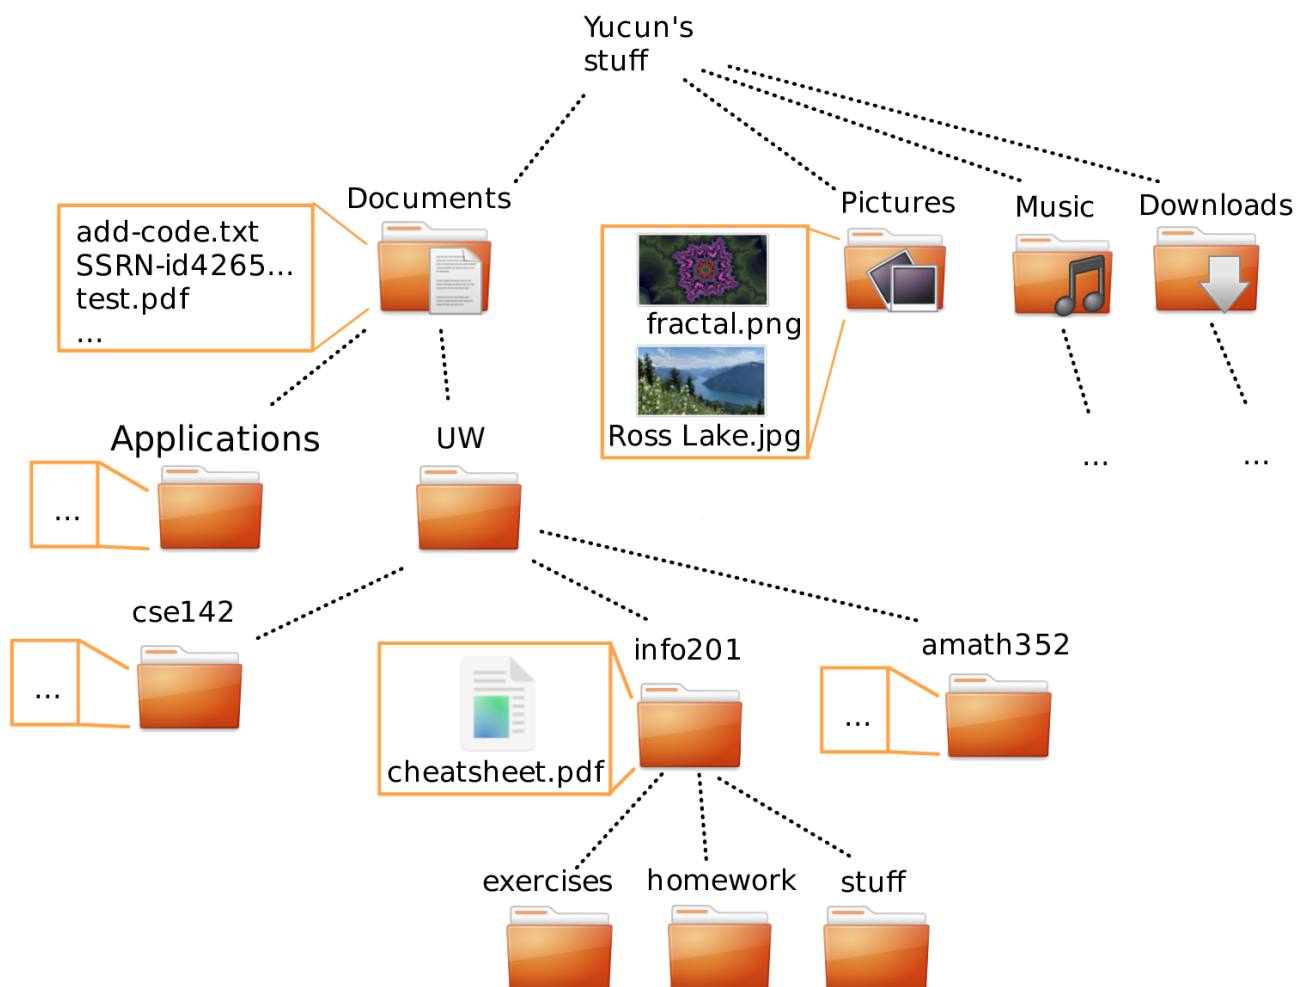 Yucun's
stuff
Documents
Pictures
Music
Downloads
add-code.txt
SSRN-id4265...
test.pdf
...
fractal.png
Ross Lake.jpg
...
...
Applications
UW
...
cse142
info201
amath352
...
cheatsheet.pdf
...
exercises
homework
stuff